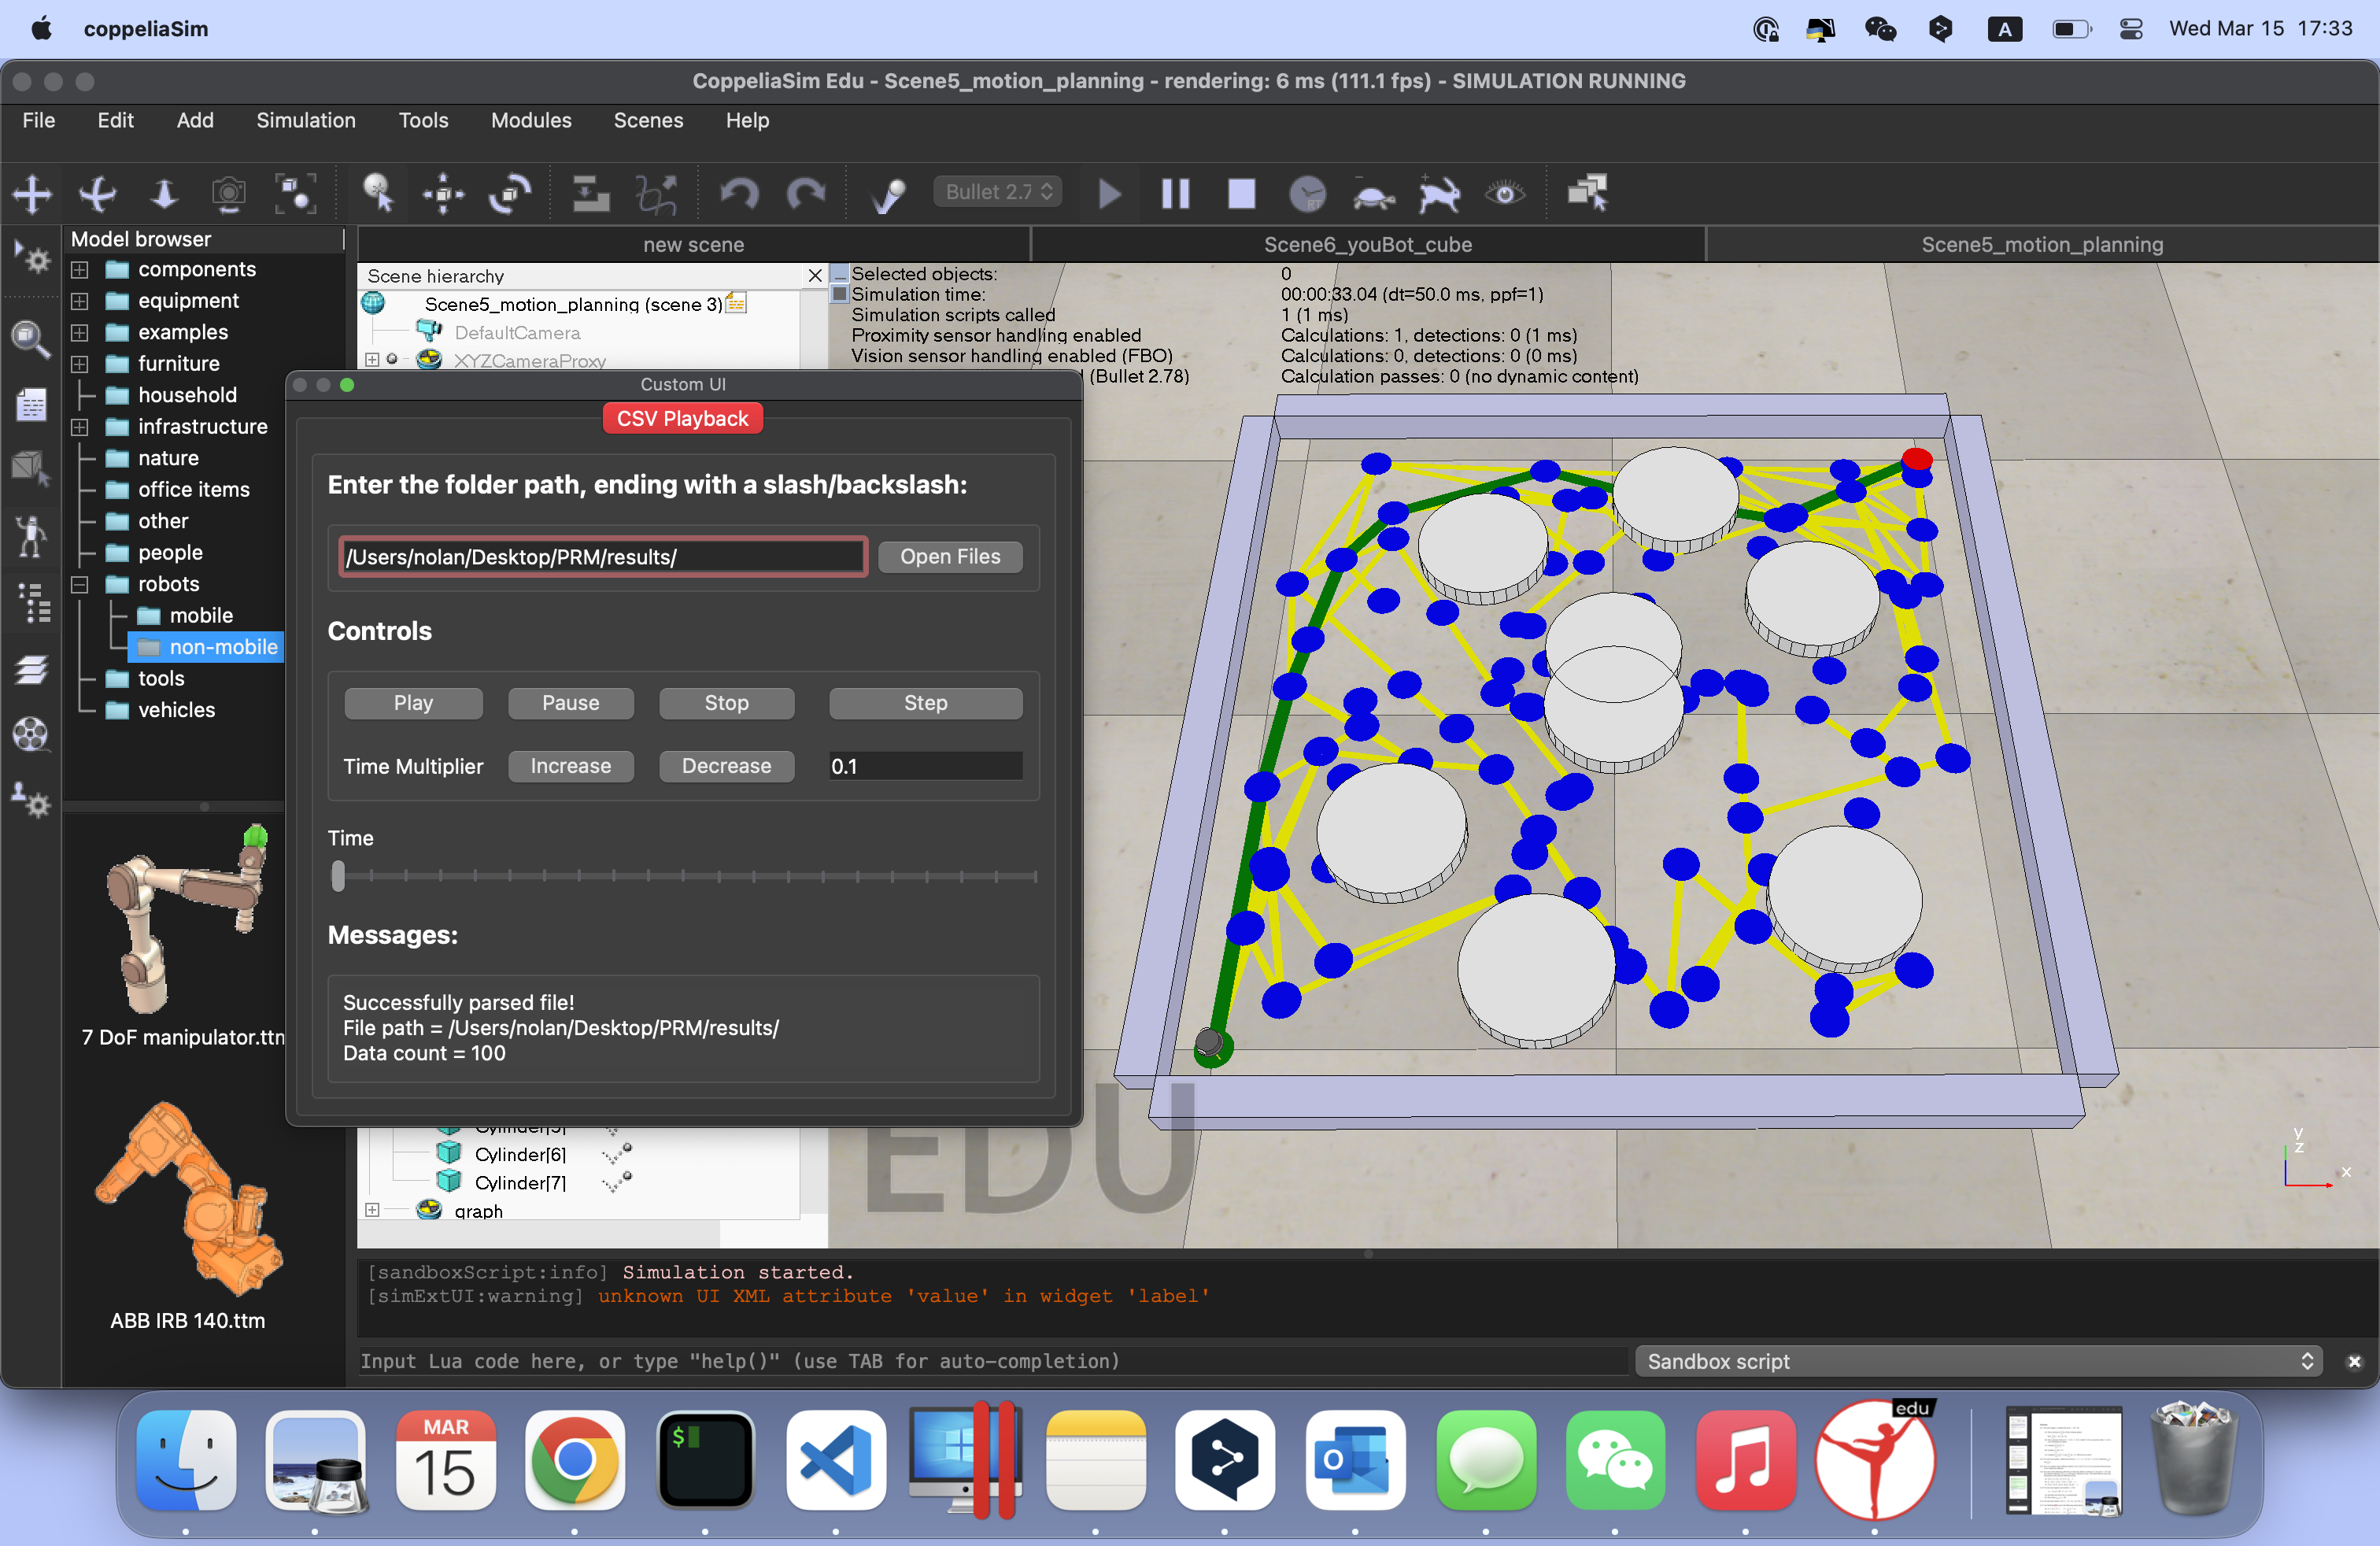 coppeliaSim
A
Wed Mar 15 17:33
CoppeliaSim Edu - Scene5_motion_planning - rendering: 6 ms (111.1 fps) - SIMULATION RUNNING
File Edit Add Simulation Tools Modules Scenes Help
RT
Bullet 2.7
Model browser
components
equipment
examples
furniture
household
infrastructure
nature
office items
other
people
robots
mobile
non-mobile
tools
vehicles
7 DoF manipulator.ttm
ABB IRB 140.ttm
new scene
Scene6_youBot_cube
Scene5_motion_planning
Scene hierarchy
Scene5_motion_planning (scene 3)
DefaultCamera
XYZCameraProxy
Selected objects: 0
Simulation time: 00:00:33.04 (dt=50.0 ms, ppf=1)
Simulation scripts called 1 (1 ms)
Proximity sensor handling enabled Calculations: 1, detections: 0 (1 ms)
Vision sensor handling enabled (FBO) Calculations: 0, detections: 0 (0 ms)
(Bullet 2.78) Calculation passes: 0 (no dynamic content)
Custom UI
CSV Playback
Enter the folder path, ending with a slash/backslash:
/Users/nolan/Desktop/PRM/results/
Open Files
Controls
Play Pause Stop Step
Time Multiplier Increase Decrease 0.1
Time
Messages:
Successfully parsed file!
File path = /Users/nolan/Desktop/PRM/results/
Data count = 100
Cylinder[5]
Cylinder[6]
Cylinder[7]
graph
EDU
y
z
x
[sandboxScript:info] Simulation started.
[simExtUI:warning] unknown UI XML attribute 'value' in widget 'label'
Input Lua code here, or type "help()" (use TAB for auto-completion)
Sandbox script
MAR
15
$
O
edu